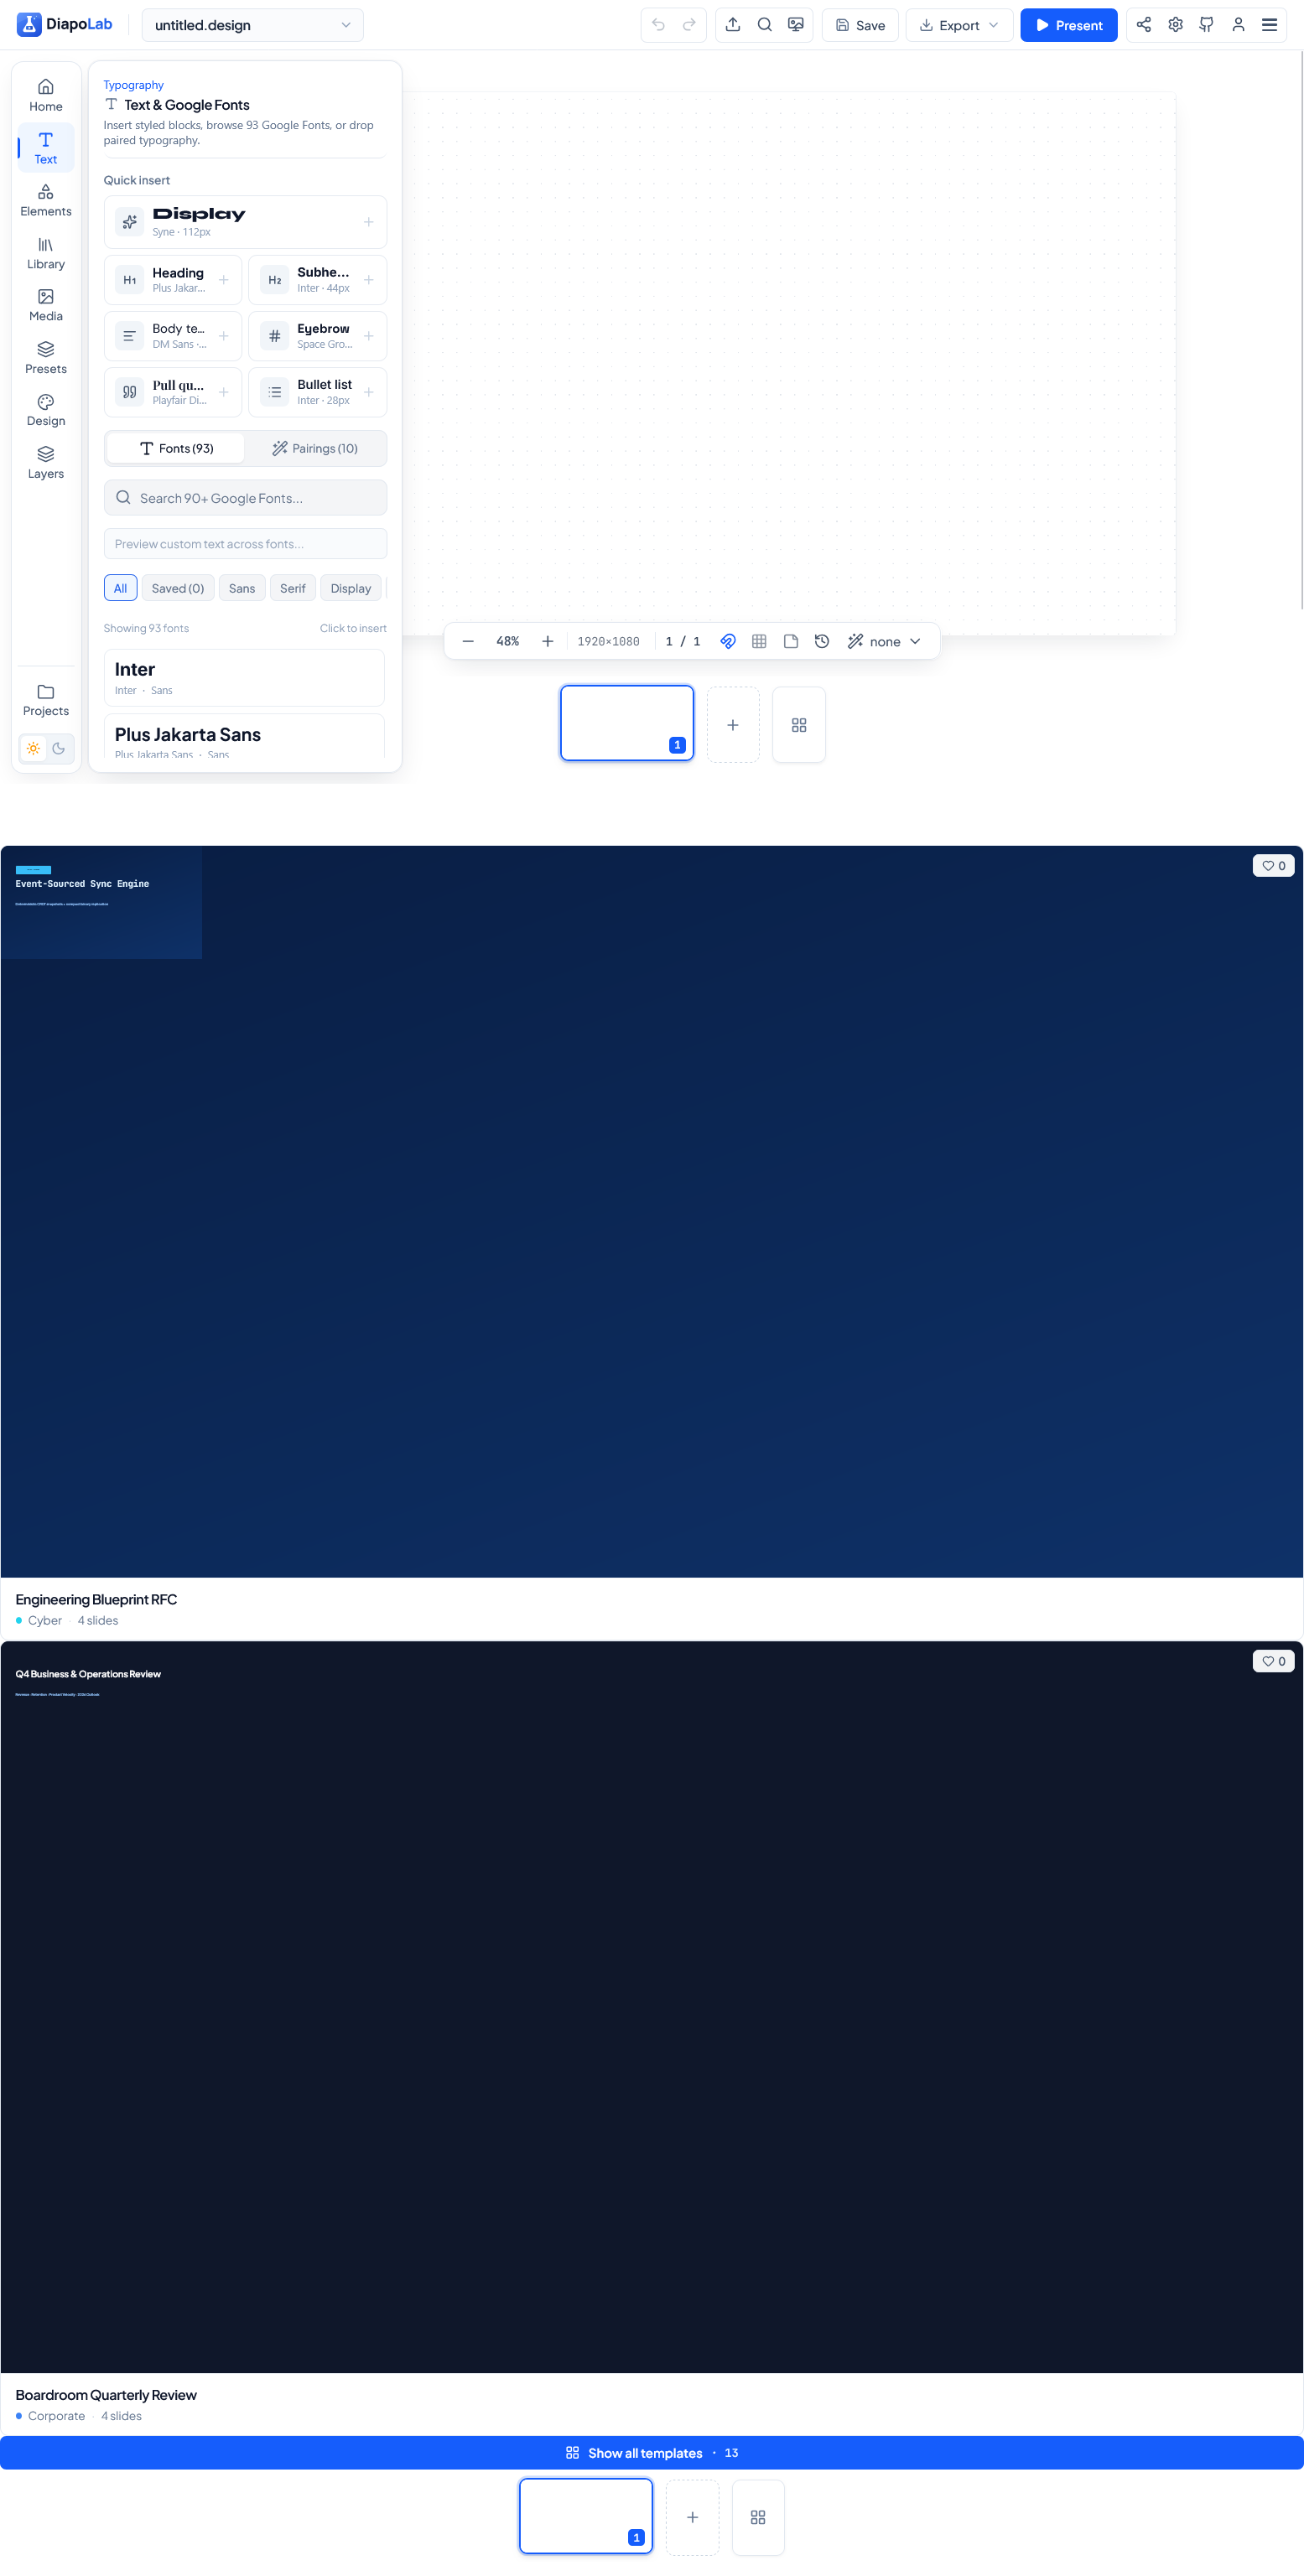 DiapoLab
untitled.design
Save
Export
Present
Home
Text
Elements
Library
Media
Presets
Design
Layers
Projects
Typography
Text & Google Fonts
Insert styled blocks, browse 93 Google Fonts, or drop
paired typography.
Quick insert
Display
Syne · 112px
H1
Heading
Plus Jakar...
H2
Subhe...
Inter · 44px
Body te...
DM Sans ·...
Eyebrow
Space Gro...
Pull qu...
Playfair Di...
Bullet list
Inter · 28px
Fonts (93)
Pairings (10)
Search 90+ Google Fonts...
Preview custom text across fonts...
All
Saved (0)
Sans
Serif
Display
Showing 93 fonts
Click to insert
Inter
Inter · Sans
Plus Jakarta Sans
Plus Jakarta Sans · Sans
48%
1920×1080
1 / 1
none
1
Event-Sourced Sync Engine
0
Engineering Blueprint RFC
Cyber · 4 slides
Q4 Business & Operations Review
0
Boardroom Quarterly Review
Corporate · 4 slides
Show all templates · 13
1